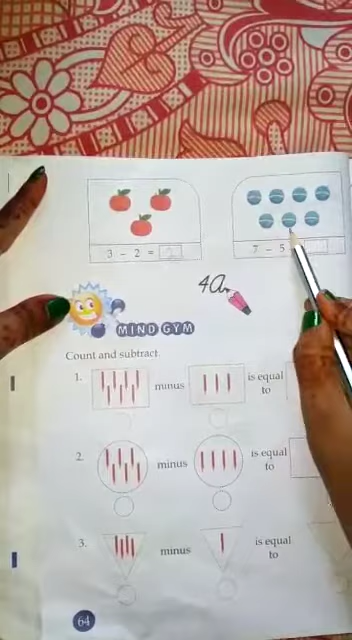 3 - 2 =
7 - 5
4a
MIND GYM
Count and subtract.
1. minus is equal to
2. minus is equal to
3. minus is equal to
64